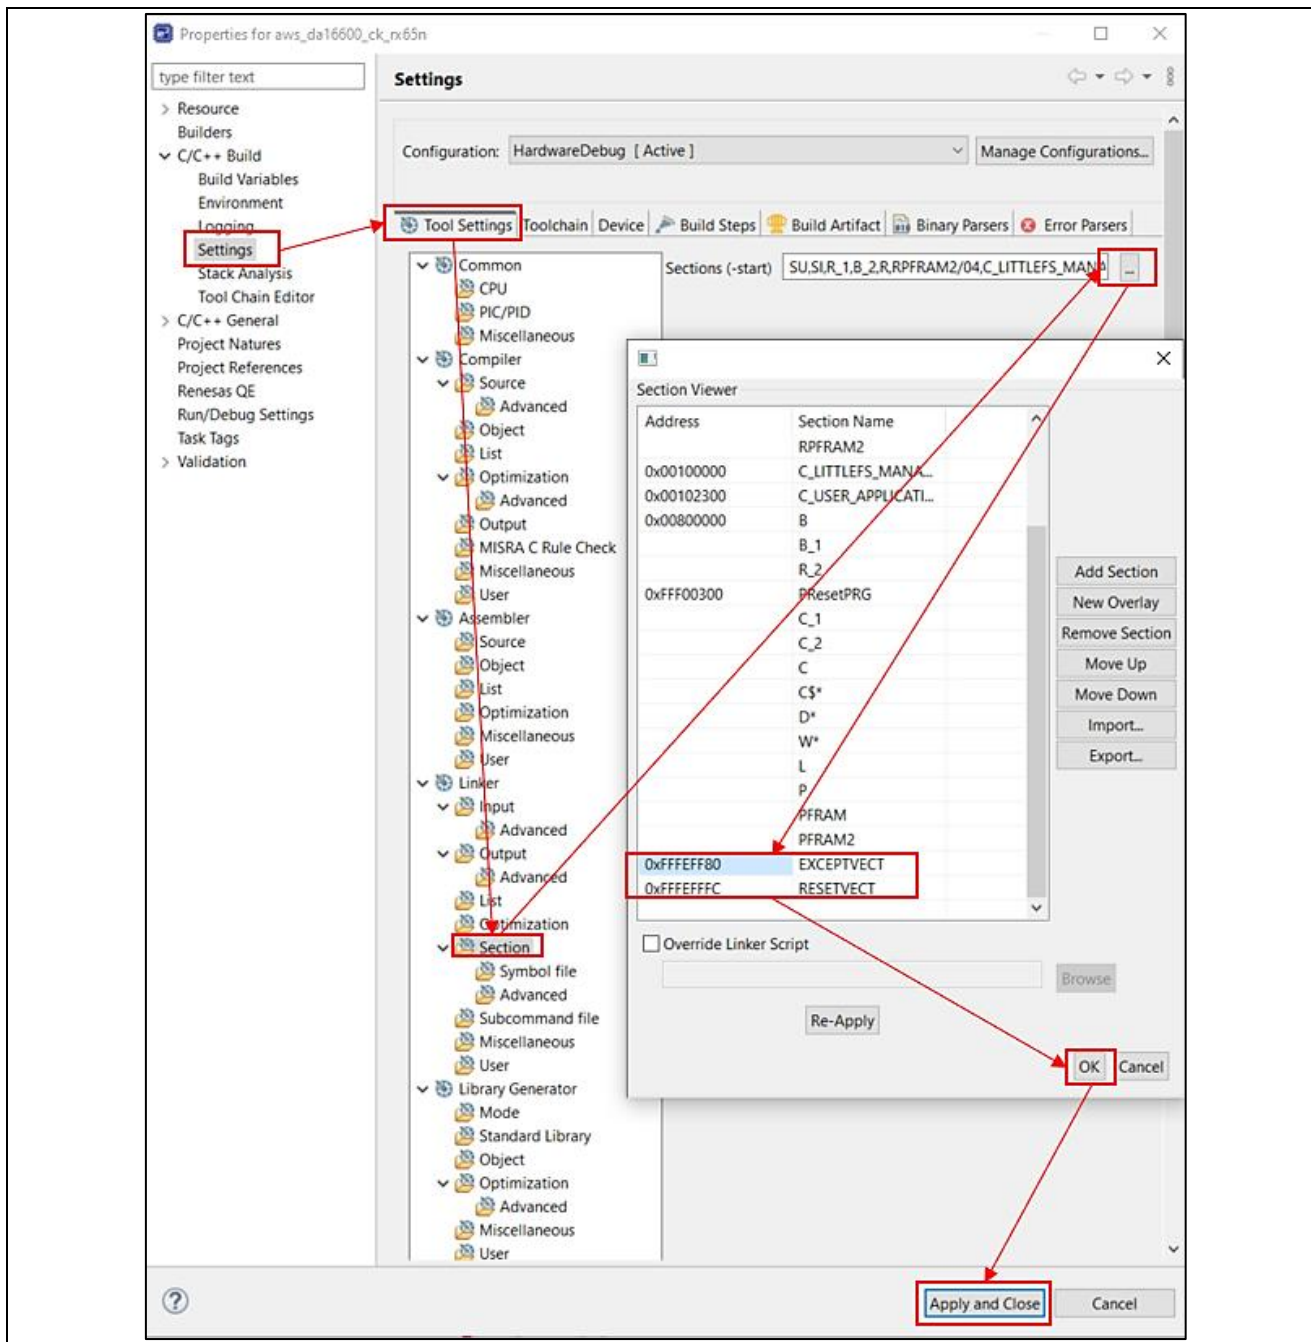 Properties for aws_da16600_ck_rx65n
type filter text
Resource
Builders
C/C++ Build
Build Variables
Environment
Logging
Settings
Stack Analysis
Tool Chain Editor
C/C++ General
Project Natures
Project References
Renesas QE
Run/Debug Settings
Task Tags
Validation
Settings
Configuration: HardwareDebug [ Active ] Manage Configurations...
Tool Settings Toolchain Device Build Steps Build Artifact Binary Parsers Error Parsers
Common
CPU
PIC/PID
Miscellaneous
Compiler
Source
Advanced
Object
List
Optimization
Advanced
Output
MISRA C Rule Check
Miscellaneous
User
Assembler
Source
Object
List
Optimization
Miscellaneous
User
Linker
Input
Advanced
Output
Advanced
List
Optimization
Section
Symbol file
Advanced
Subcommand file
Miscellaneous
User
Library Generator
Mode
Standard Library
Object
Optimization
Advanced
Miscellaneous
User
Sections (-start) SU,SI,R_1,B_2,R,RPFRAM2/04,C_LITTLEFS_MANA ...
Section Viewer
Address Section Name
RPFRAM2
0x00100000 C_LITTLEFS_MANA...
0x00102300 C_USER_APPLICATI...
0x00800000 B
B_1
R_2
0xFFF00300 PResetPRG
C_1
C_2
C
C$*
D*
W*
L
P
PFRAM
PFRAM2
0xFFFEFF80 EXCEPTVECT
0xFFFEFFFC RESETVECT
Add Section
New Overlay
Remove Section
Move Up
Move Down
Import...
Export...
Override Linker Script
Browse
Re-Apply
OK Cancel
Apply and Close Cancel